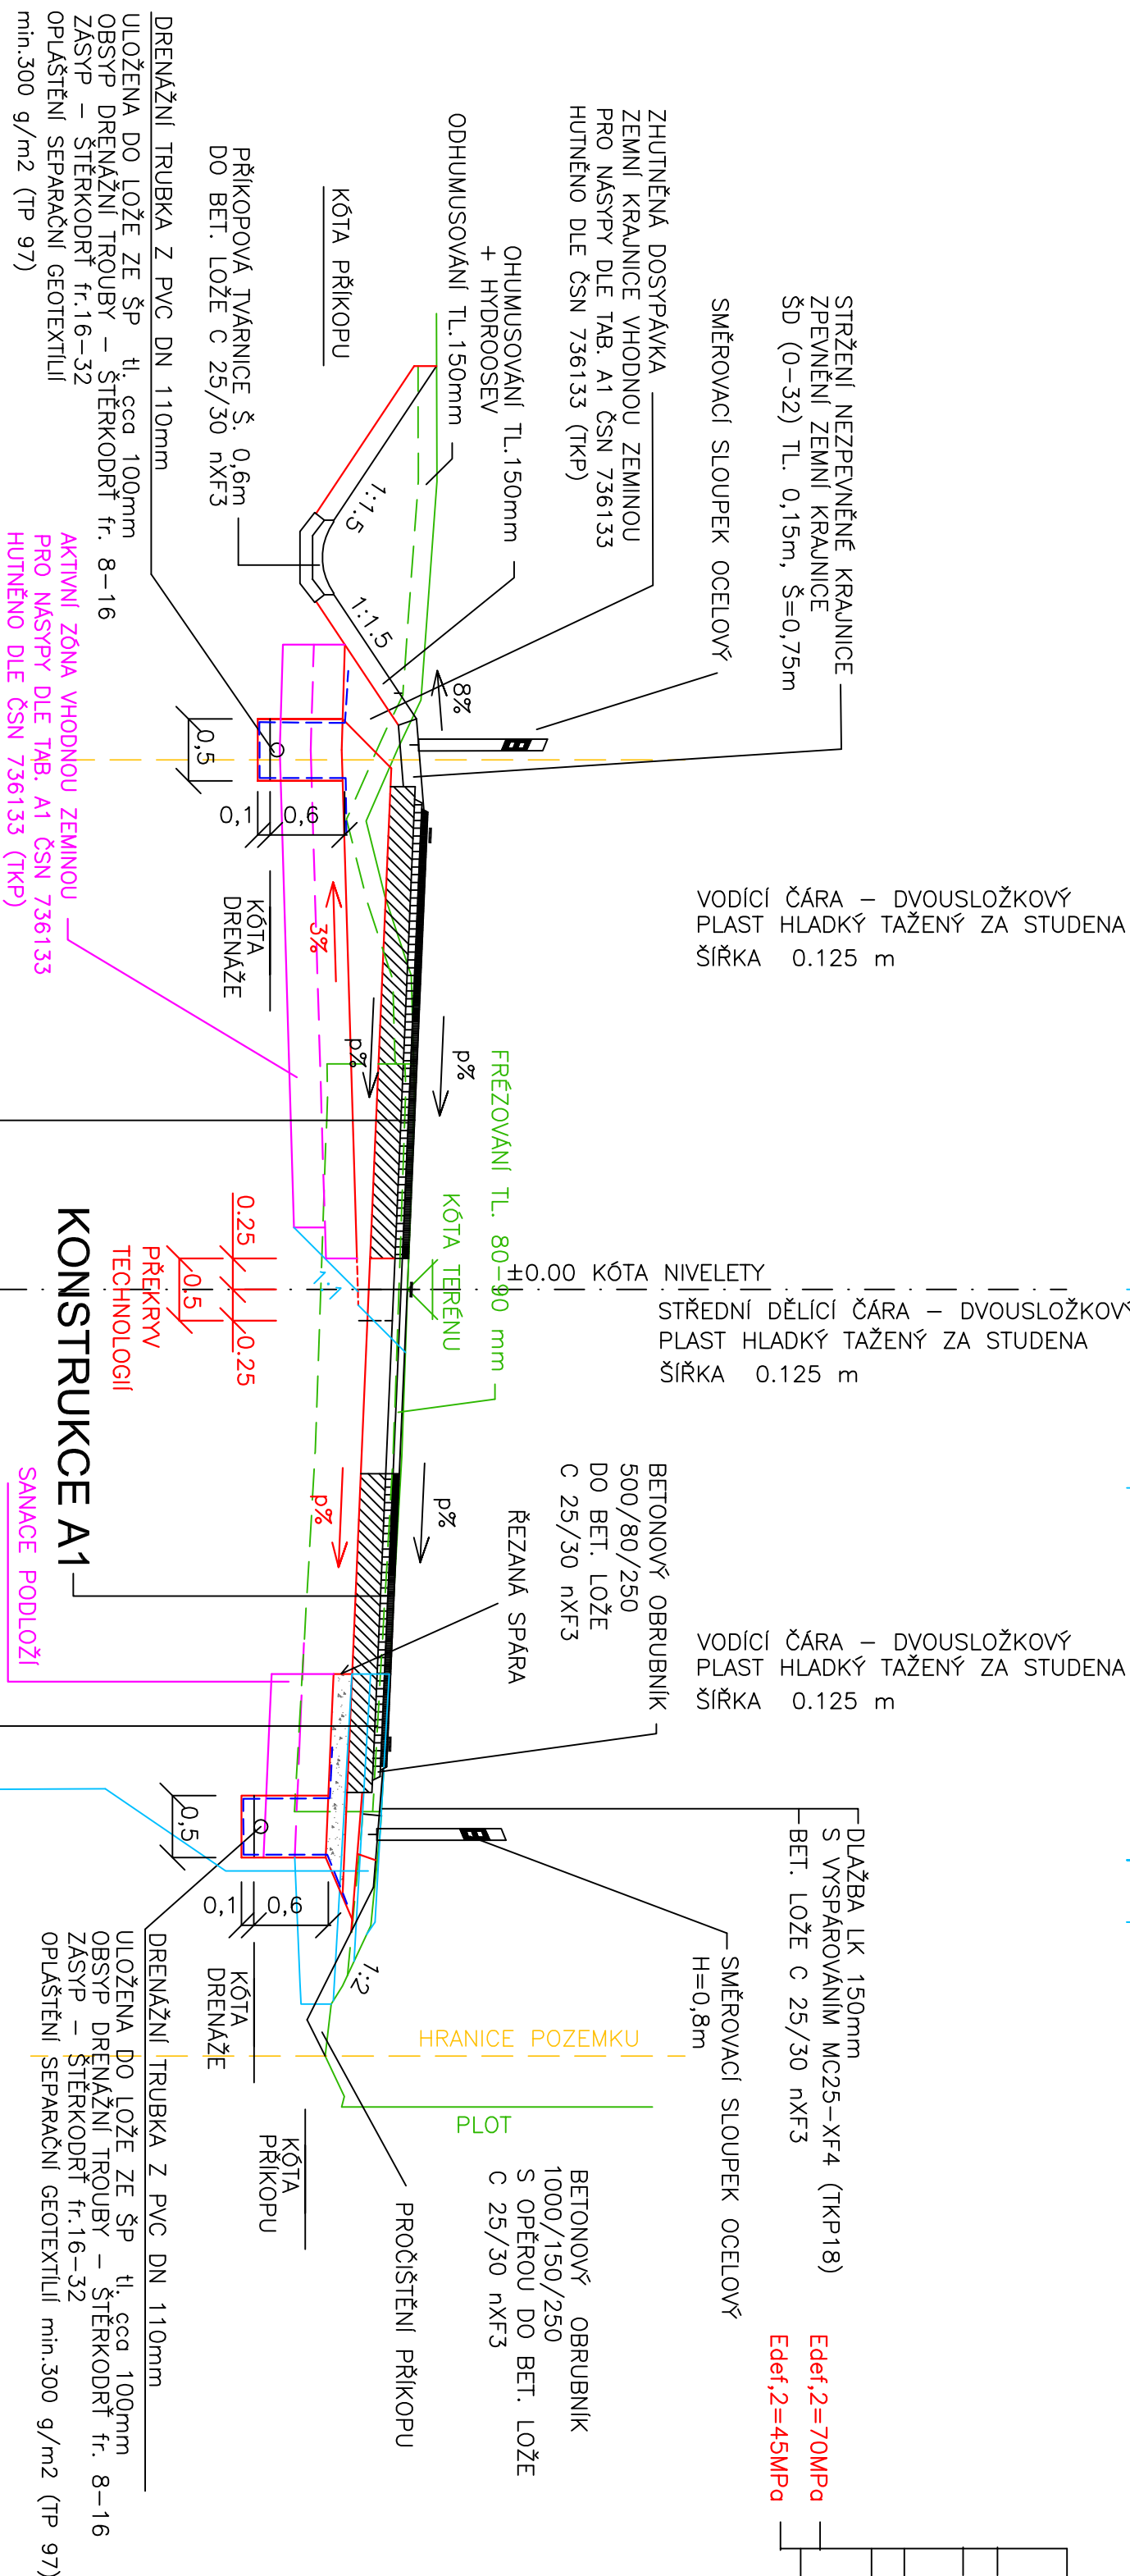 STRŽENÍ NEZPEVNĚNÉ KRAJNICE
ZPEVNĚNÍ ZEMNÍ KRAJNICE
ŠD (0-32) TL. 0,15m, Š=0,75m
SMĚROVACÍ SLOUPEK OCELOVÝ
ZHUTNĚNÁ DOSYPÁVKA
ZEMNÍ KRAJNICE VHODNOU ZEMINOU
PRO NÁSYPY DLE TAB. A1 ČSN 736133
HUTNĚNO DLE ČSN 736133 (TKP)
OHUMUSOVÁNÍ TL.150mm
+ HYDROOSEV
ODHUMUSOVÁNÍ TL.150mm
KÓTA PŘÍKOPU
PŘÍKOPOVÁ TVÁRNICE Š. 0,6m
DO BET. LOŽE C 25/30 nXF3
DRENÁŽNÍ TRUBKA Z PVC DN 110mm
ULOŽENA DO LOŽE ZE ŠP tl. cca 100mm
OBSYP DRENÁŽNÍ TROUBY – ŠTĚRKODRŤ fr. 8-16
ZÁSYP – ŠTĚRKODRŤ fr.16-32
OPLÁŠTĚNÍ SEPARAČNÍ GEOTEXTÍLIÍ
min.300 g/m2 (TP 97)
AKTIVNÍ ZÓNA VHODNOU ZEMINOU
PRO NÁSYPY DLE TAB. A1 ČSN 736133
HUTNĚNO DLE ČSN 736133 (TKP)
1:1.5
1:1.5
8%
0,5
0,1
0,6
KÓTA
DRENÁŽE
3%
p%
p%
VODÍCÍ ČÁRA – DVOUSLOŽKOVÝ
PLAST HLADKÝ TAŽENÝ ZA STUDENA
ŠÍŘKA 0.125 m
FRÉZOVÁNÍ TL. 80-90 mm
KÓTA TERÉNU
±0.00 KÓTA NIVELETY
STŘEDNÍ DĚLÍCÍ ČÁRA – DVOUSLOŽKOVÝ
PLAST HLADKÝ TAŽENÝ ZA STUDENA
ŠÍŘKA 0.125 m
1:1
0.25
0.5
0.25
PŘEKRYV
TECHNOLOGIÍ
KONSTRUKCE A1
SANACE PODLOŽÍ
p%
p%
BETONOVÝ OBRUBNÍK
500/80/250
DO BET. LOŽE
C 25/30 nXF3
ŘEZANÁ SPÁRA
VODÍCÍ ČÁRA – DVOUSLOŽKOVÝ
PLAST HLADKÝ TAŽENÝ ZA STUDENA
ŠÍŘKA 0.125 m
DLAŽBA LK 150mm
S VYSPÁROVÁNÍM MC25-XF4 (TKP18)
BET. LOŽE C 25/30 nXF3
SMĚROVACÍ SLOUPEK OCELOVÝ
H=0,8m
0,5
0,1
0,6
1:2
KÓTA
DRENÁŽE
HRANICE POZEMKU
PLOT
KÓTA
PŘÍKOPU
PROČIŠTĚNÍ PŘÍKOPU
BETONOVÝ OBRUBNÍK
1000/150/250
S OPĚROU DO BET. LOŽE
C 25/30 nXF3
DRENÁŽNÍ TRUBKA Z PVC DN 110mm
ULOŽENA DO LOŽE ZE ŠP tl. cca 100mm
OBSYP DRENÁŽNÍ TROUBY – ŠTĚRKODRŤ fr. 8-16
ZÁSYP – ŠTĚRKODRŤ fr.16-32
OPLÁŠTĚNÍ SEPARAČNÍ GEOTEXTÍLIÍ min.300 g/m2 (TP 97)
Edef,2=70MPa
Edef,2=45MPa